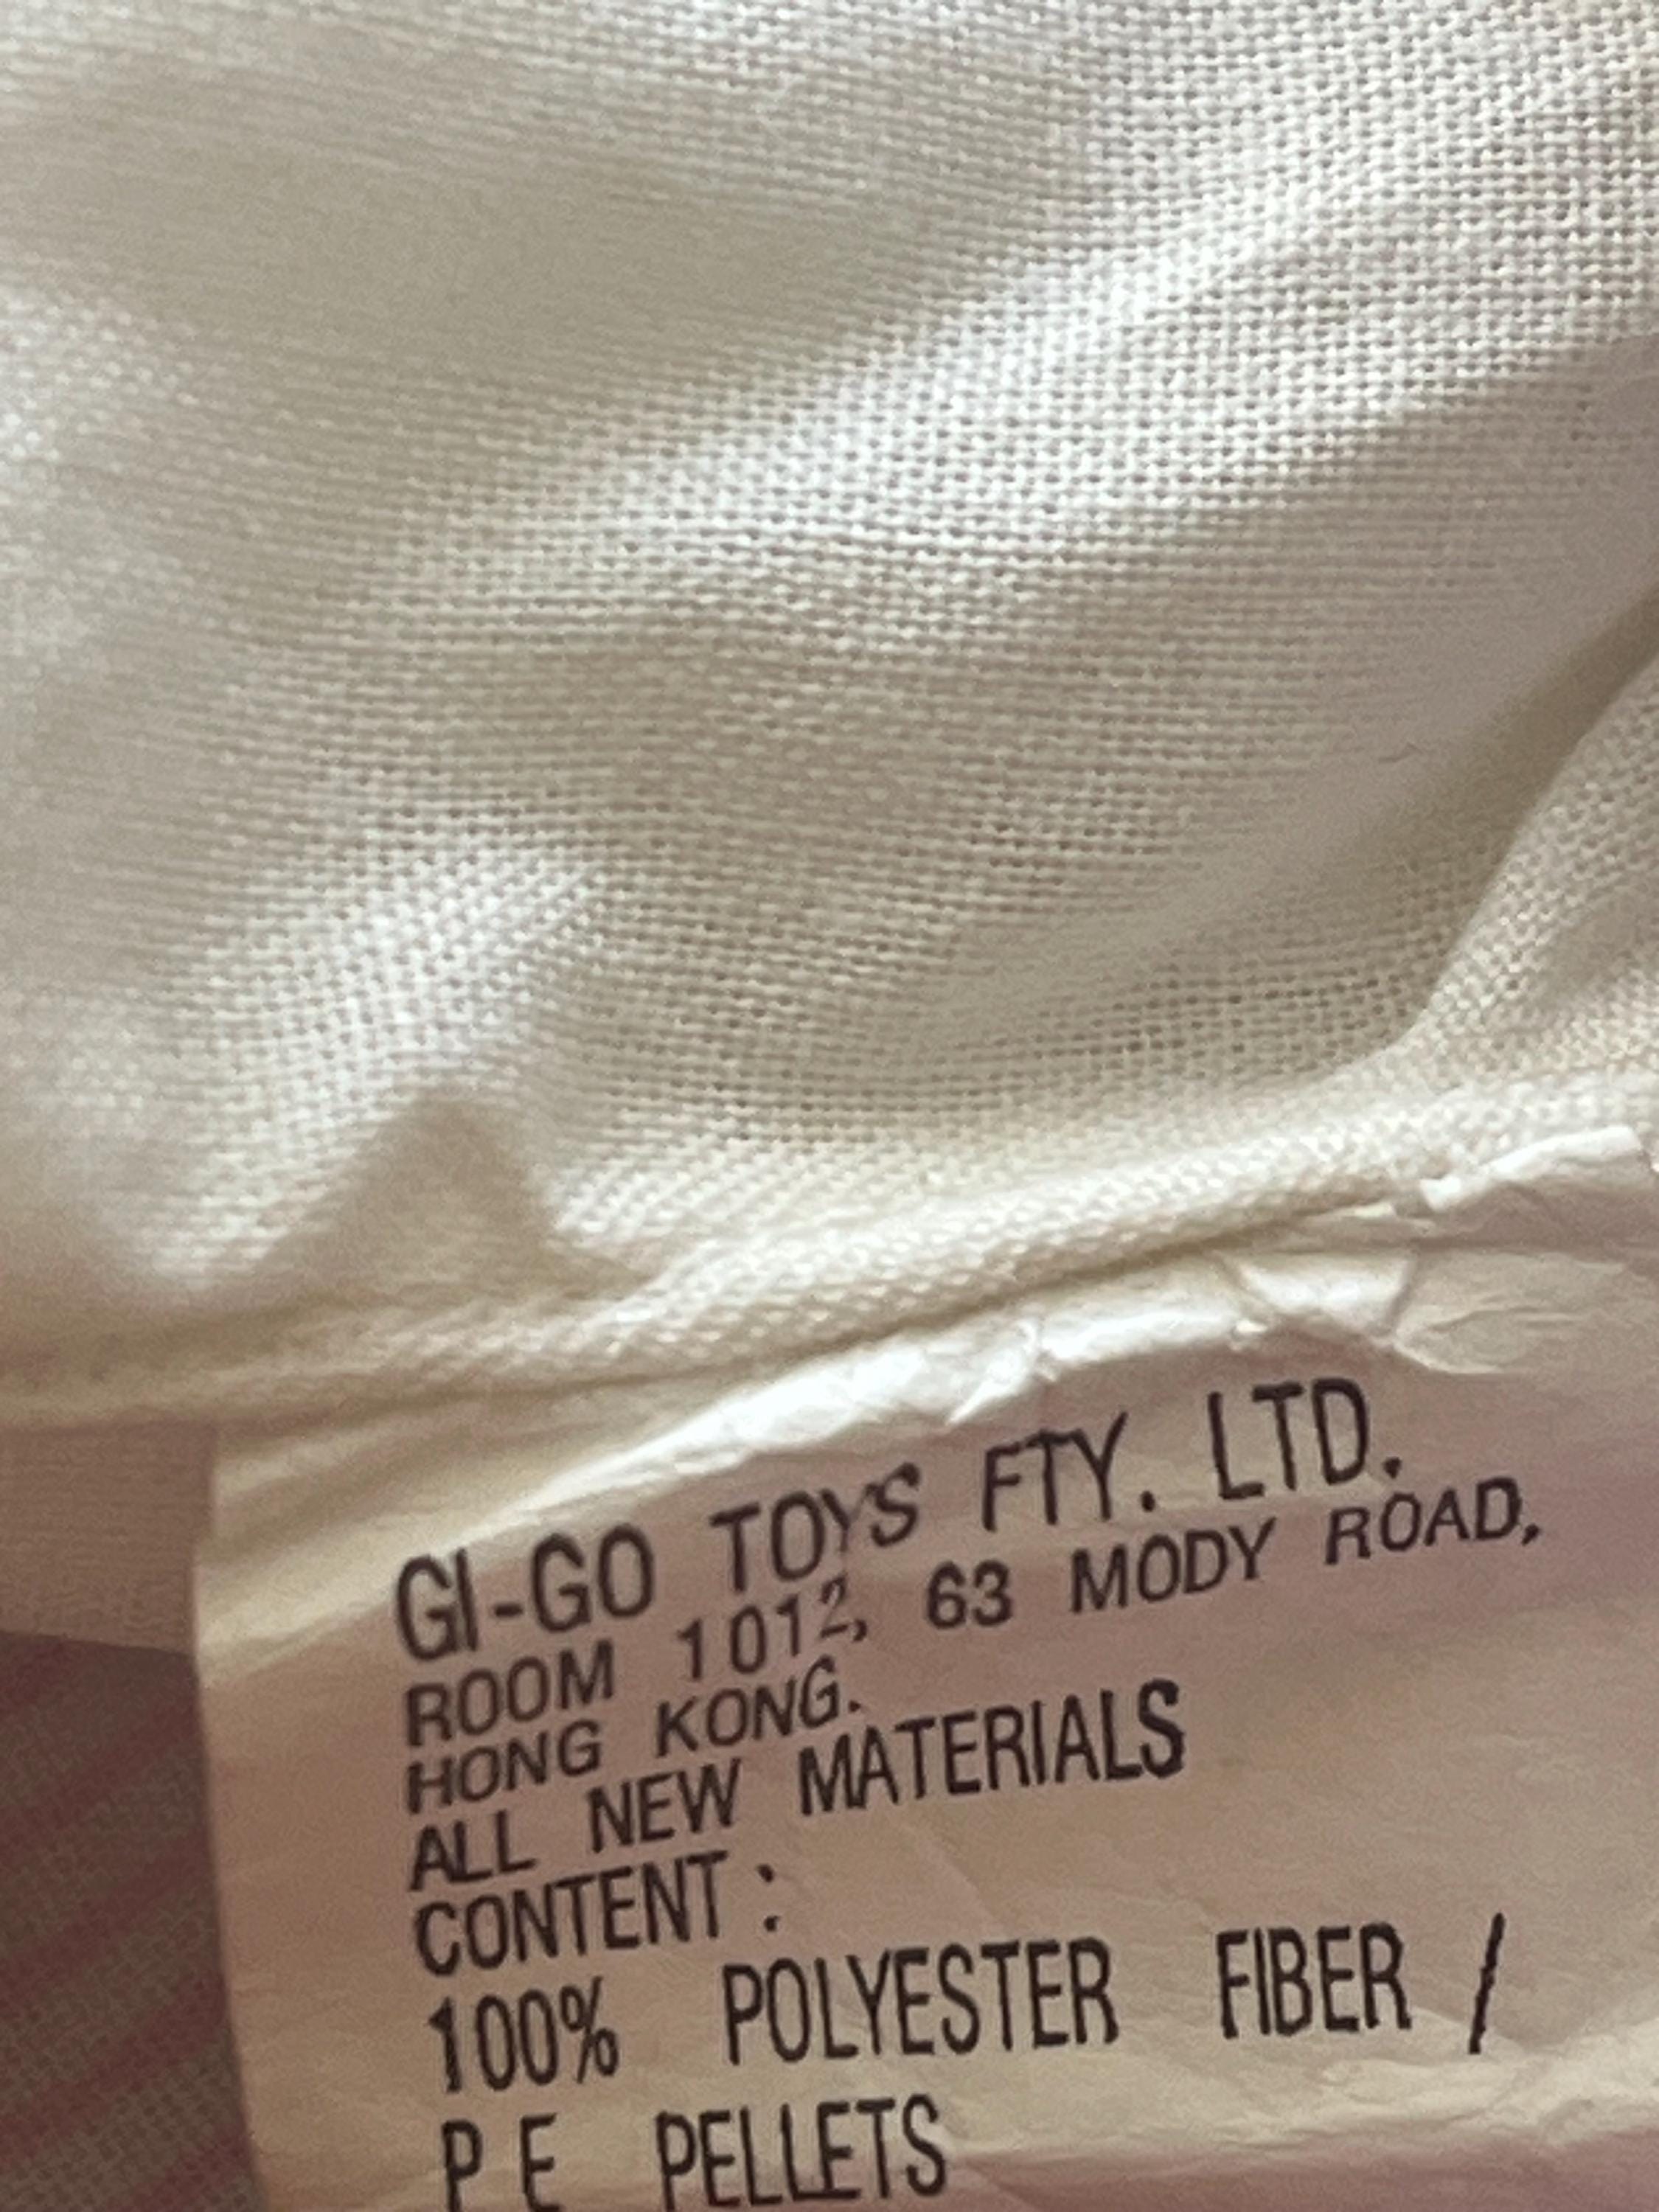 GI-GO TOYS FTY. LTD.
ROOM 1012, 63 MODY ROAD,
HONG KONG.
ALL NEW MATERIALS
CONTENT :
100% POLYESTER FIBER /
P E PELLETS